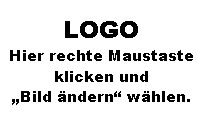 LOGO
Hier rechte Maustaste
klicken und
„Bild ändern“ wählen.